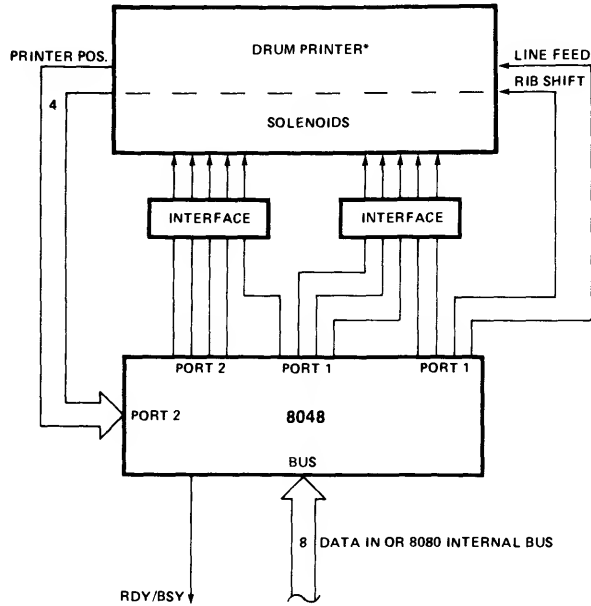 PRINTER POS.
DRUM PRINTER*
LINE FEED
RIB SHIFT
4
SOLENOIDS
INTERFACE
INTERFACE
PORT 2
PORT 1
PORT 1
PORT 2
8048
BUS
8 DATA IN OR 8080 INTERNAL BUS
RDY/BSY